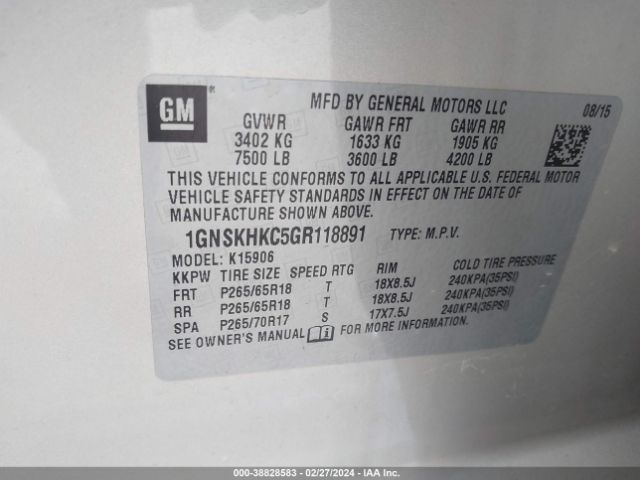 GM
MFD BY GENERAL MOTORS LLC 08/15
GVWR GAWR FRT GAWR RR
3402 KG 1633 KG 1905 KG
7500 LB 3600 LB 4200 LB
THIS VEHICLE CONFORMS TO ALL APPLICABLE U.S. FEDERAL MOTOR
VEHICLE SAFETY STANDARDS IN EFFECT ON THE DATE OF
MANUFACTURE SHOWN ABOVE.
1GNSKHKC5GR118891 TYPE: M.P.V.
MODEL: K15906
KKPW TIRE SIZE SPEED RTG RIM COLD TIRE PRESSURE
FRT P265/65R18 T 18X8.5J 240KPA(35PSI)
RR P265/65R18 T 18X8.5J 240KPA(35PSI)
SPA P265/70R17 S 17X7.5J 240KPA(35PSI)
SEE OWNER'S MANUAL FOR MORE INFORMATION.
000-38828583 - 02/27/2024 - IAAI.COM